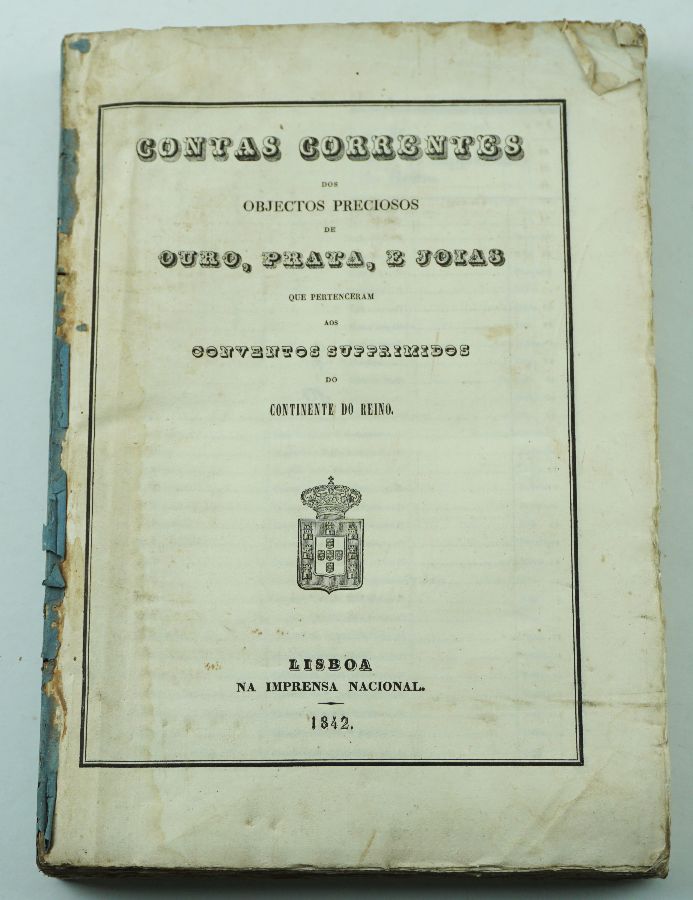 CONTAS CORRENTES
DOS
OBJECTOS PRECIOSOS
DE
OURO, PRATA, E JOIAS
QUE PERTENCERAM
AOS
CONVENTOS SUPPRIMIDOS
DO
CONTINENTE DO REINO.
LISBOA
NA IMPRENSA NACIONAL.
1842.